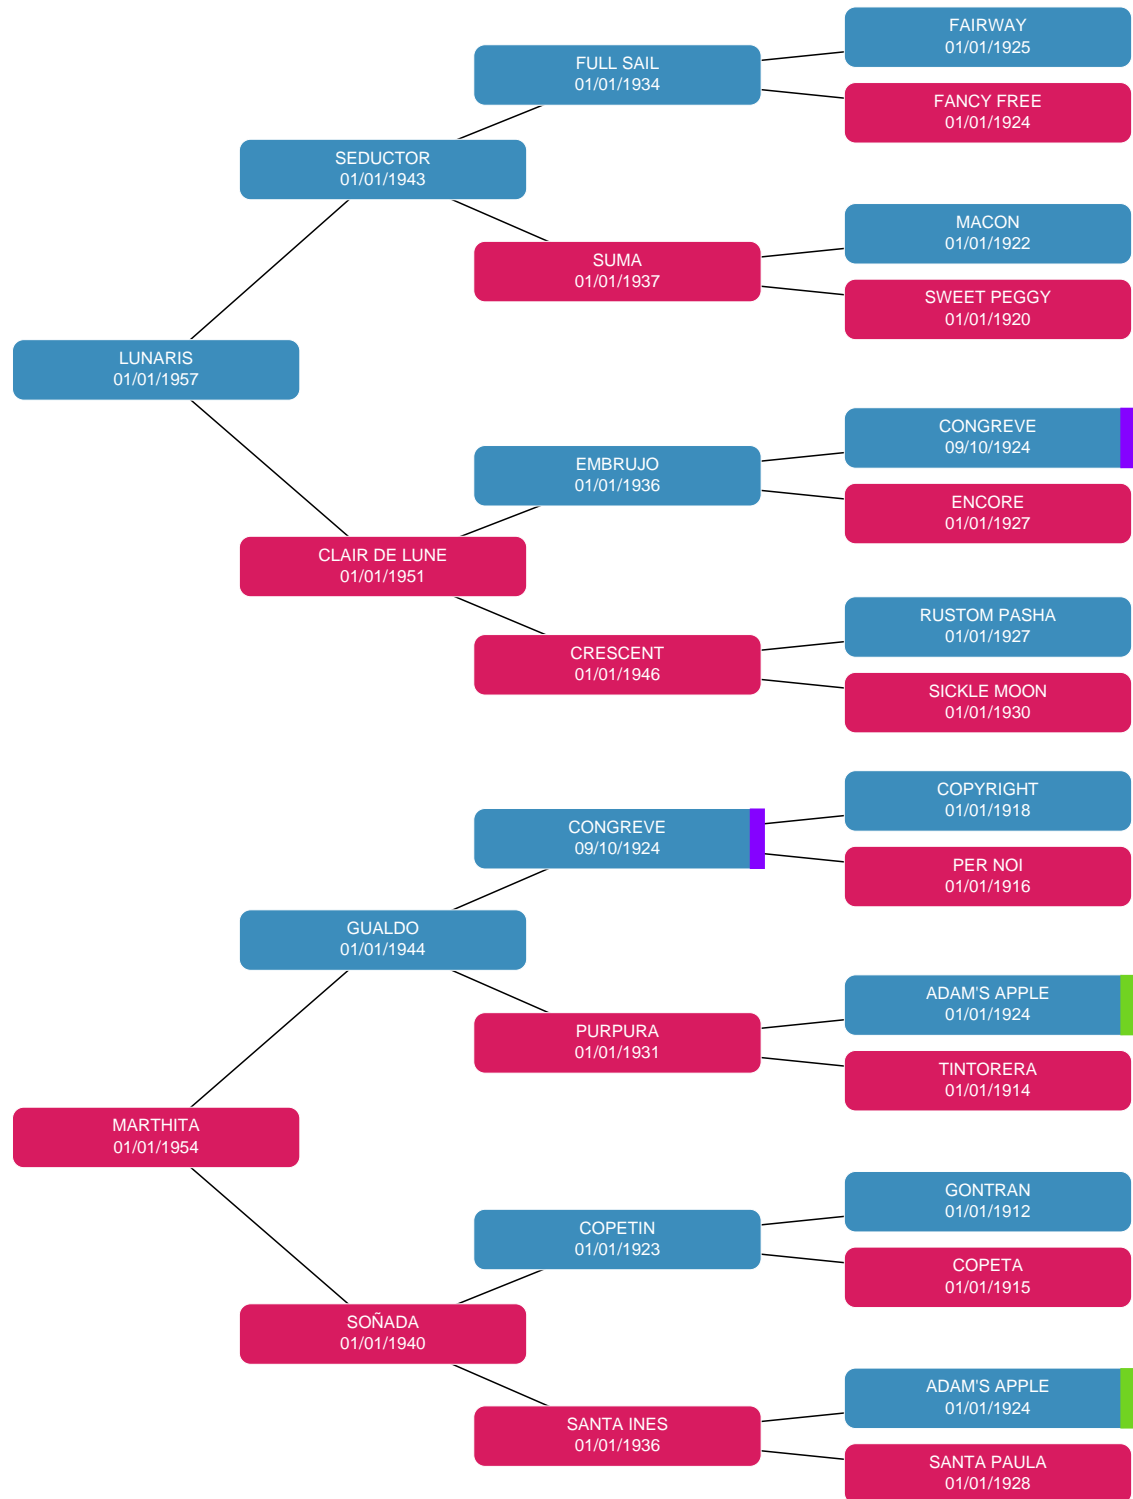 FAIRWAY
01/01/1925
FULL SAIL
01/01/1934
FANCY FREE
01/01/1924
SEDUCTOR
01/01/1943
MACON
01/01/1922
SUMA
01/01/1937
SWEET PEGGY
01/01/1920
LUNARIS
01/01/1957
CONGREVE
09/10/1924
EMBRUJO
01/01/1936
ENCORE
01/01/1927
CLAIR DE LUNE
01/01/1951
RUSTOM PASHA
01/01/1927
CRESCENT
01/01/1946
SICKLE MOON
01/01/1930
COPYRIGHT
01/01/1918
CONGREVE
09/10/1924
PER NOI
01/01/1916
GUALDO
01/01/1944
ADAM'S APPLE
01/01/1924
PURPURA
01/01/1931
TINTORERA
01/01/1914
MARTHITA
01/01/1954
GONTRAN
01/01/1912
COPETIN
01/01/1923
COPETA
01/01/1915
SOÑADA
01/01/1940
ADAM'S APPLE
01/01/1924
SANTA INES
01/01/1936
SANTA PAULA
01/01/1928